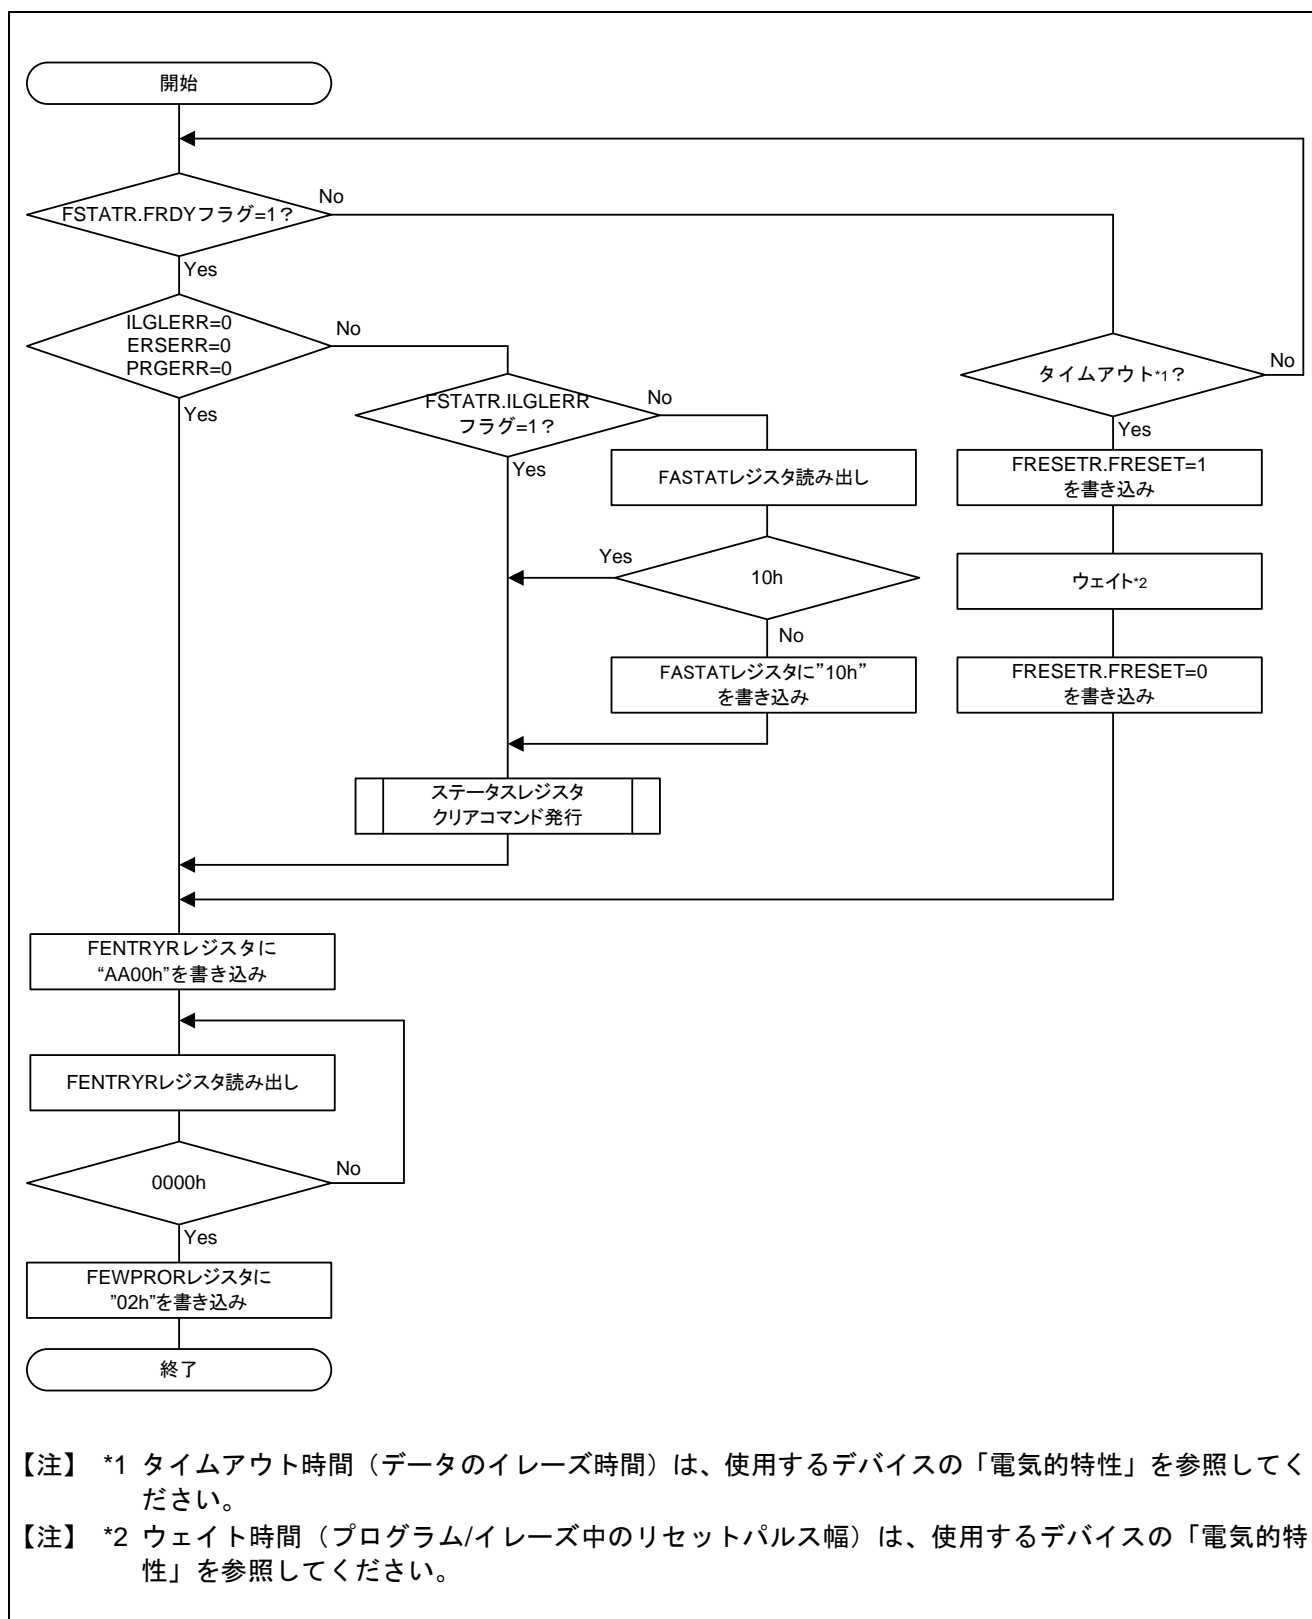 開始
FSTATR.FRDYフラグ=1？
No
Yes
ILGLERR=0
ERSERR=0
PRGERR=0
No
Yes
FSTATR.ILGLERR
フラグ=1？
No
Yes
FASTATレジスタ読み出し
10h
Yes
No
FASTATレジスタに”10h”
を書き込み
ステータスレジスタ
クリアコマンド発行
タイムアウト*1？
No
Yes
FRESETR.FRESET=1
を書き込み
ウェイト*2
FRESETR.FRESET=0
を書き込み
FENTRYRレジスタに
“AA00h”を書き込み
FENTRYRレジスタ読み出し
0000h
No
Yes
FEWPRORレジスタに
”02h”を書き込み
終了
【注】 *1 タイムアウト時間（データのイレーズ時間）は、使用するデバイスの「電気的特性」を参照してく
ださい。
【注】 *2 ウェイト時間（プログラム/イレーズ中のリセットパルス幅）は、使用するデバイスの「電気的特
性」を参照してください。